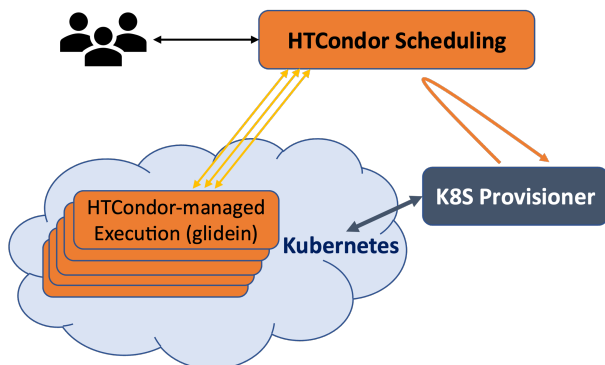 HTCondor Scheduling
K8S Provisioner
HTCondor-managed
Execution (glidein)
Kubernetes